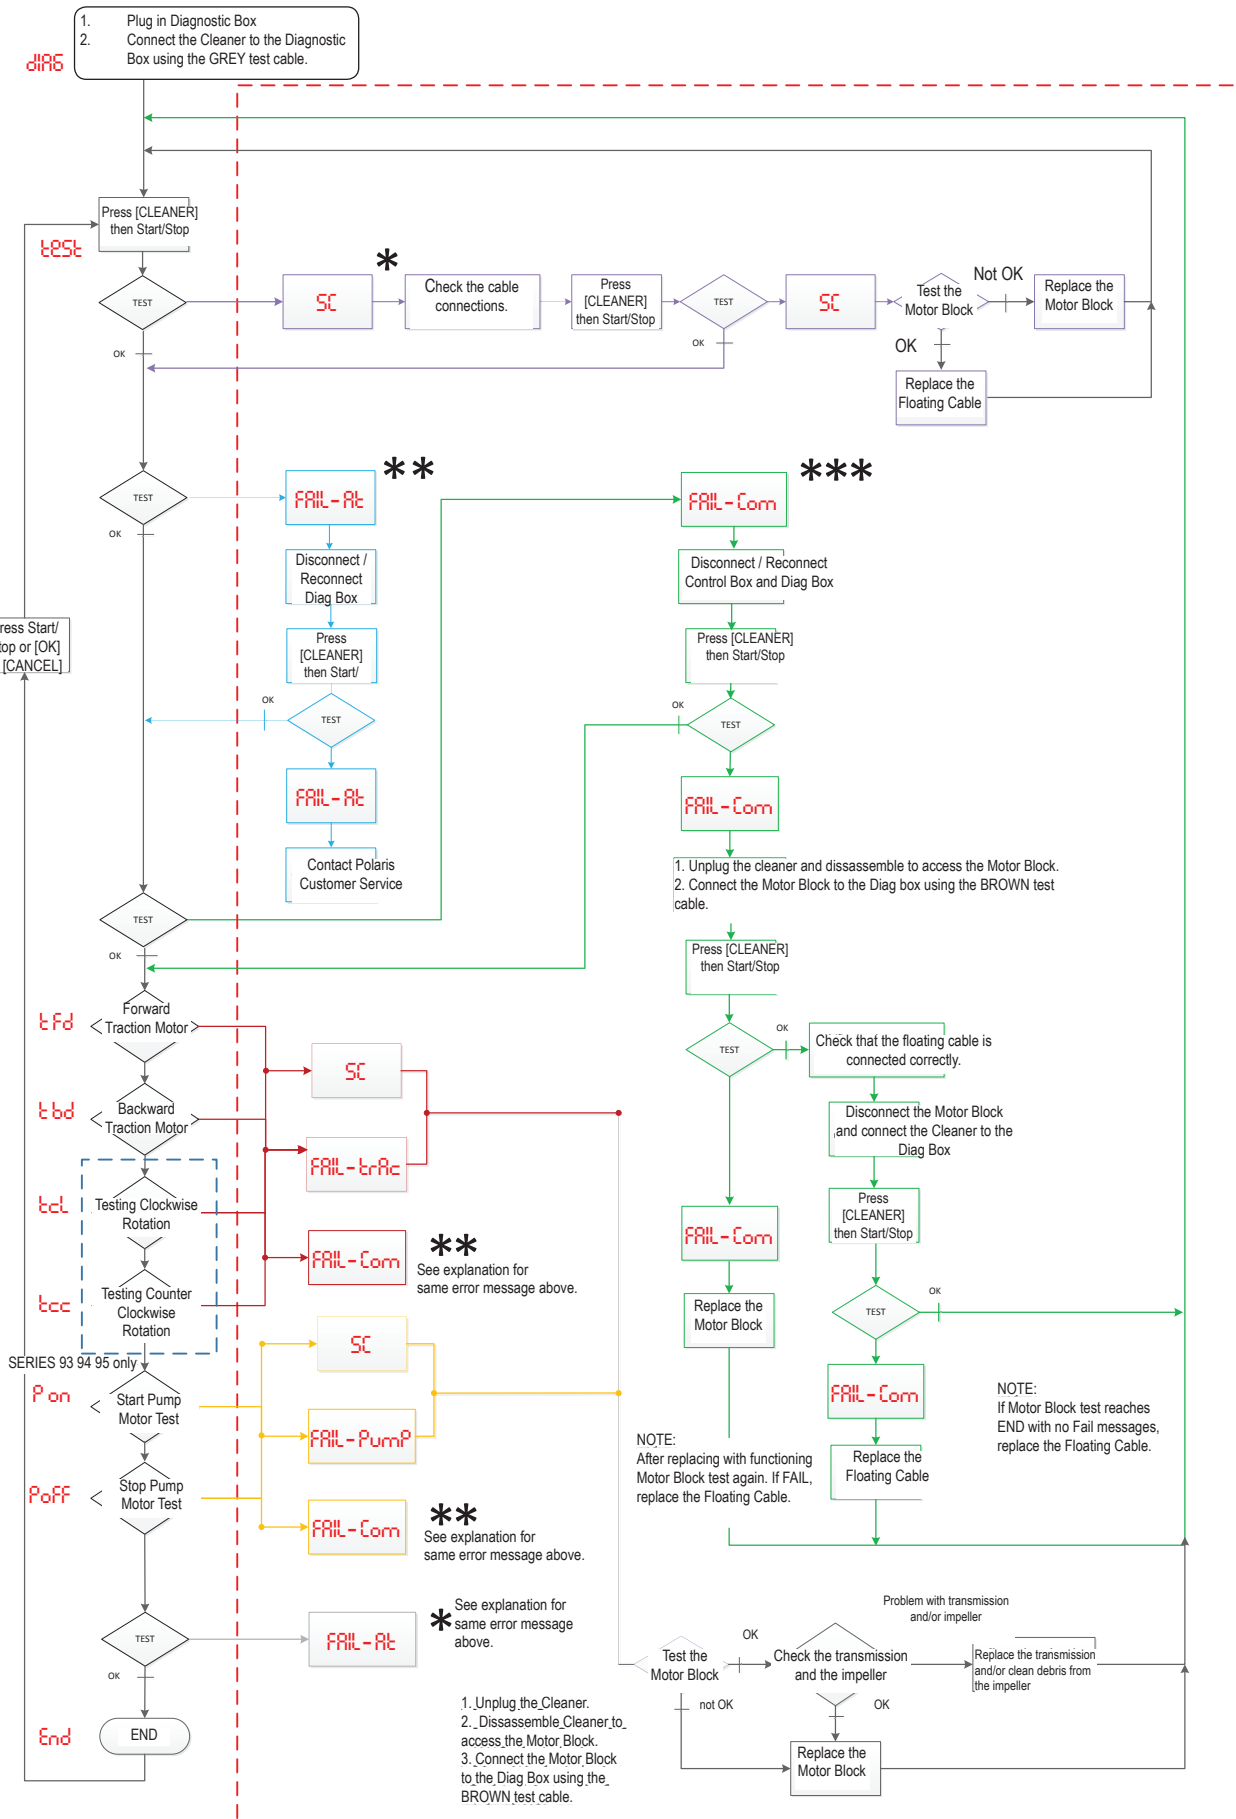 1. Plug in Diagnostic Box
2. Connect the Cleaner to the Diagnostic
Box using the GREY test cable.
dIAG
Press [CLEANER]
then Start/Stop
tESt
TEST
OK
SC
*
Check the cable
connections.
Press
[CLEANER]
then Start/Stop
TEST
OK
SC
Test the
Motor Block
Not OK
Replace the
Motor Block
OK
Replace the
Floating Cable
TEST
OK
FAIL-At
**
Disconnect /
Reconnect
Diag Box
Press
[CLEANER]
then Start/
OK
TEST
FAIL-At
Contact Polaris
Customer Service
***
FAIL-Com
Disconnect / Reconnect
Control Box and Diag Box
Press [CLEANER]
then Start/Stop
OK
TEST
FAIL-Com
1. Unplug the cleaner and dissassemble to access the Motor Block.
2. Connect the Motor Block to the Diag box using the BROWN test
cable.
Press [CLEANER]
then Start/Stop
TEST
OK
Check that the floating cable is
connected correctly.
Disconnect the Motor Block
and connect the Cleaner to the
Diag Box
Press
[CLEANER]
then Start/Stop
TEST
OK
FAIL-Com
Replace the
Floating Cable
FAIL-Com
Replace the
Motor Block
NOTE:
After replacing with functioning
Motor Block test again. If FAIL,
replace the Floating Cable.
NOTE:
If Motor Block test reaches
END with no Fail messages,
replace the Floating Cable.
ress Start/
top or [OK]
[CANCEL]
TEST
OK
tFd
Forward
Traction Motor
tbd
Backward
Traction Motor
tcL
Testing Clockwise
Rotation
tcc
Testing Counter
Clockwise
Rotation
SERIES 93 94 95 only
SC
FAIL-trAc
FAIL-Com
**
See explanation for
same error message above.
P on
Start Pump
Motor Test
PoFF
Stop Pump
Motor Test
SC
FAIL-PumP
FAIL-Com
**
See explanation for
same error message above.
TEST
OK
FAIL-At
*
See explanation for
same error message
above.
End
END
1. Unplug the Cleaner.
2. Dissassemble Cleaner to
access the Motor Block.
3. Connect the Motor Block
to the Diag Box using the
BROWN test cable.
Test the
Motor Block
OK
not OK
Check the transmission
and the impeller
OK
Problem with transmission
and/or impeller
Replace the transmission
and/or clean debris from
the impeller
Replace the
Motor Block